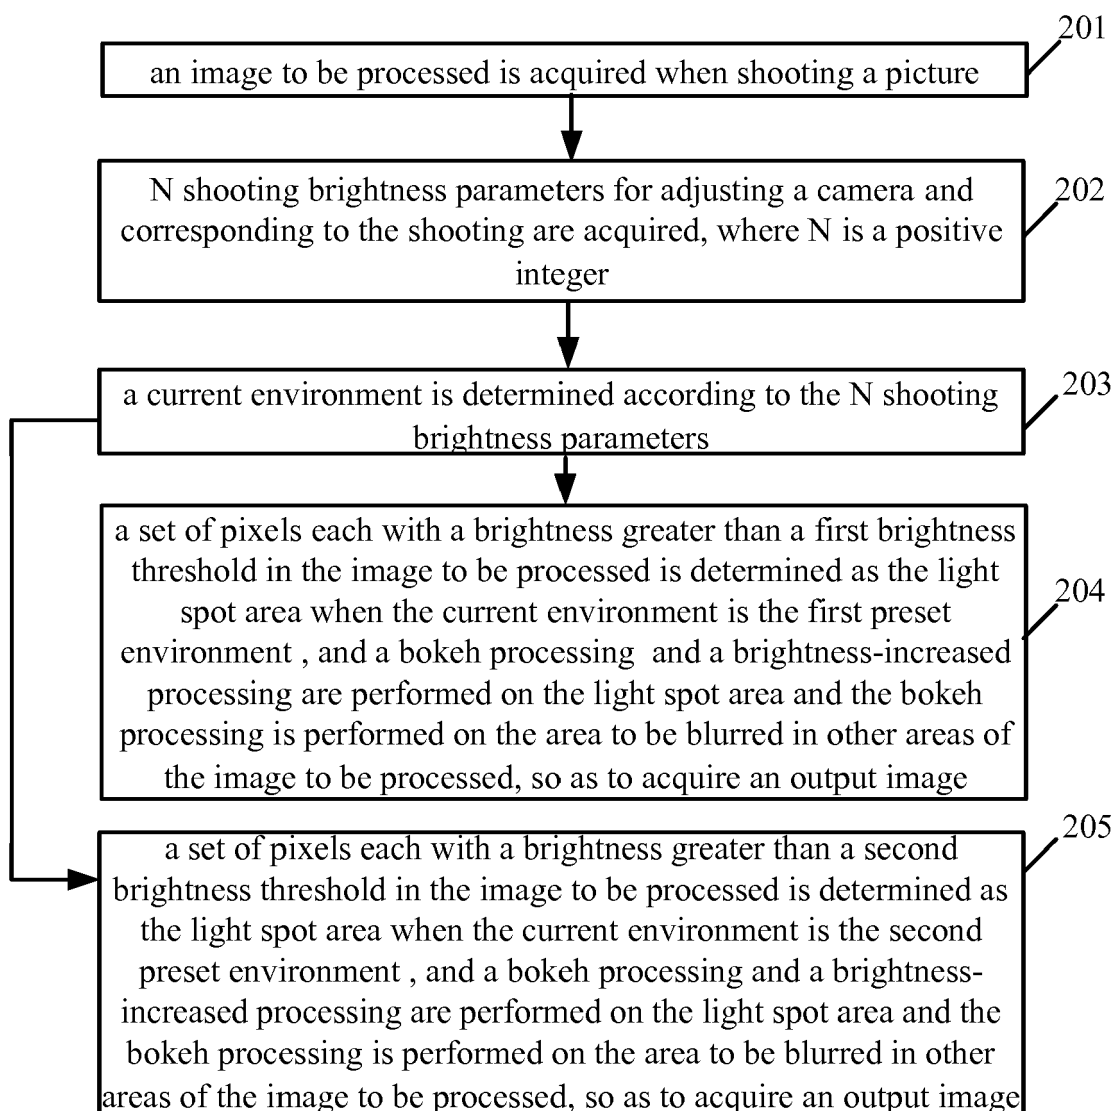 201
an image to be processed is acquired when shooting a picture
202
N shooting brightness parameters for adjusting a camera and
corresponding to the shooting are acquired, where N is a positive
integer
203
a current environment is determined according to the N shooting
brightness parameters
204
a set of pixels each with a brightness greater than a first brightness
threshold in the image to be processed is determined as the light
spot area when the current environment is the first preset
environment , and a bokeh processing and a brightness-increased
processing are performed on the light spot area and the bokeh
processing is performed on the area to be blurred in other areas of
the image to be processed, so as to acquire an output image
205
a set of pixels each with a brightness greater than a second
brightness threshold in the image to be processed is determined as
the light spot area when the current environment is the second
preset environment , and a bokeh processing and a brightness-
increased processing are performed on the light spot area and the
bokeh processing is performed on the area to be blurred in other
areas of the image to be processed, so as to acquire an output image